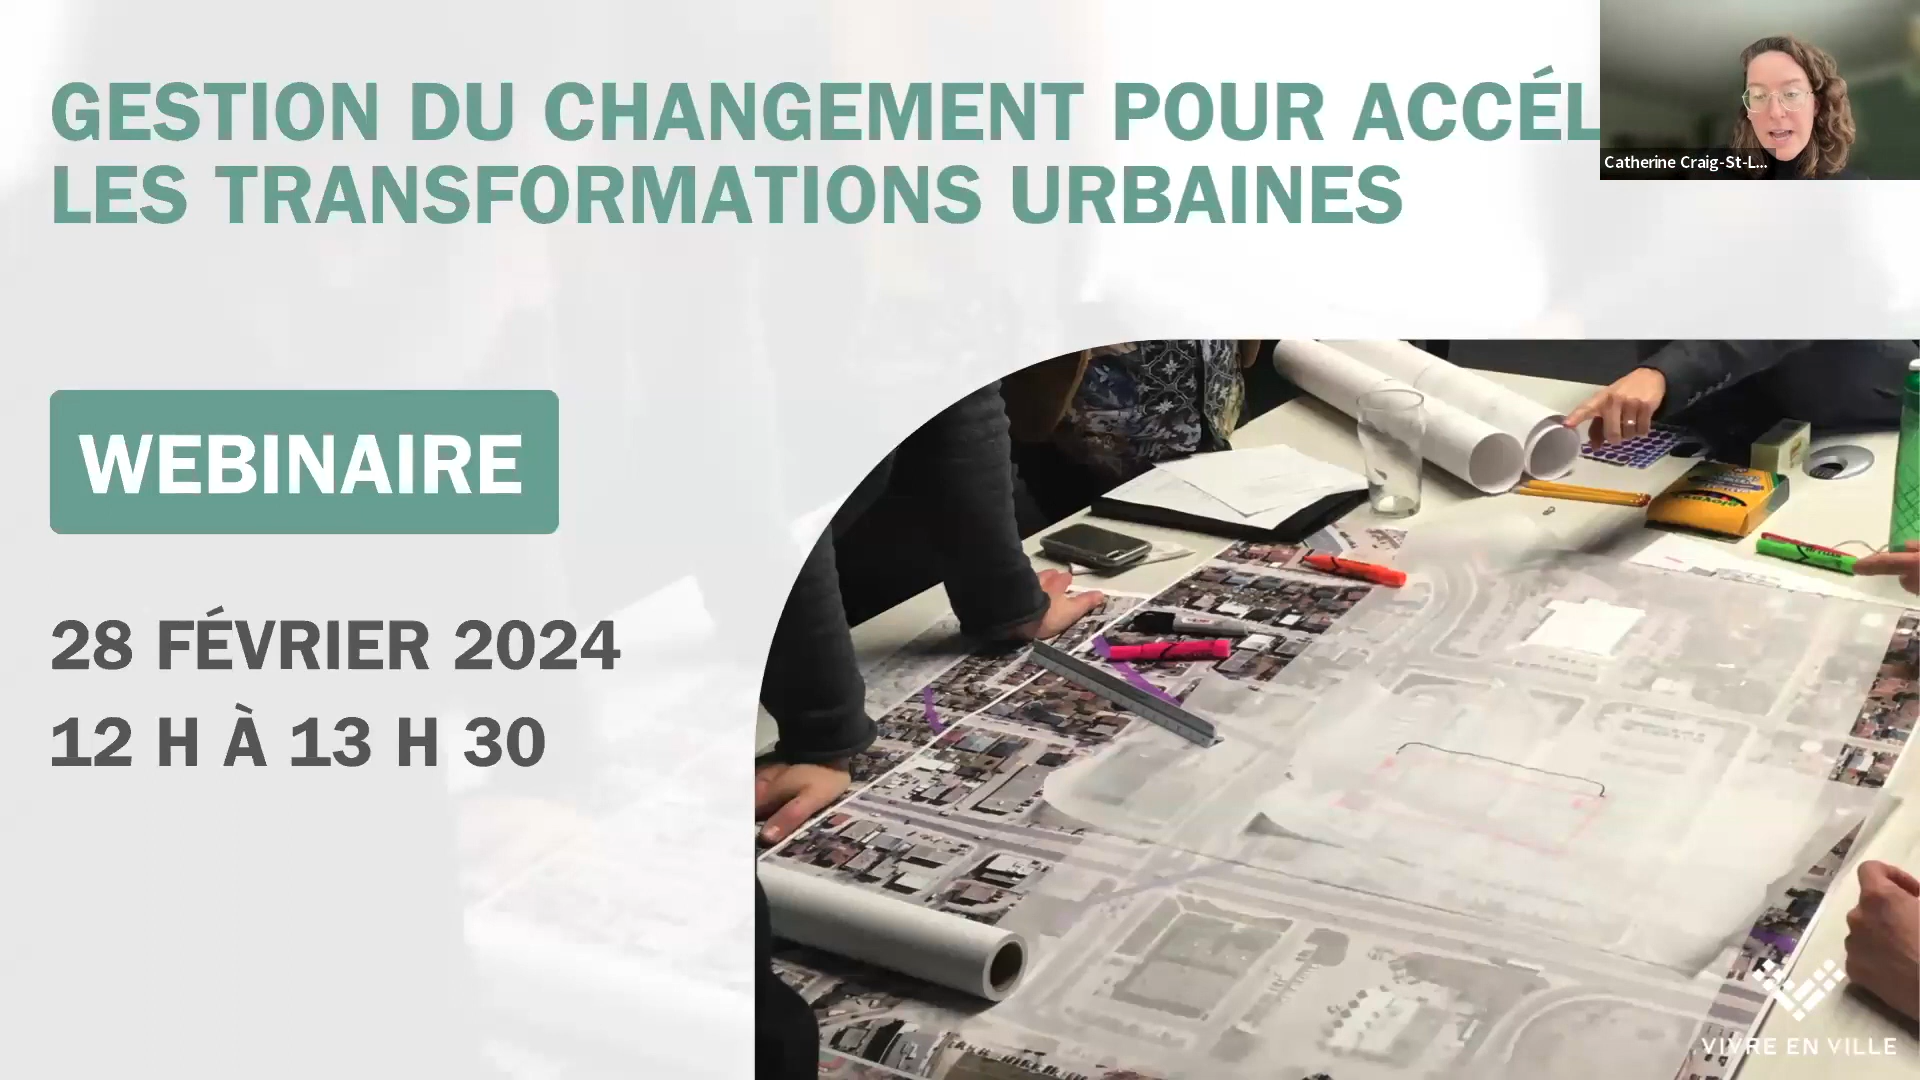 GESTION DU CHANGEMENT POUR ACCÉL
LES TRANSFORMATIONS URBAINES
Catherine Craig-St-L...
WEBINAIRE
28 FÉVRIER 2024
12 H À 13 H 30
VIVRE EN VILLE